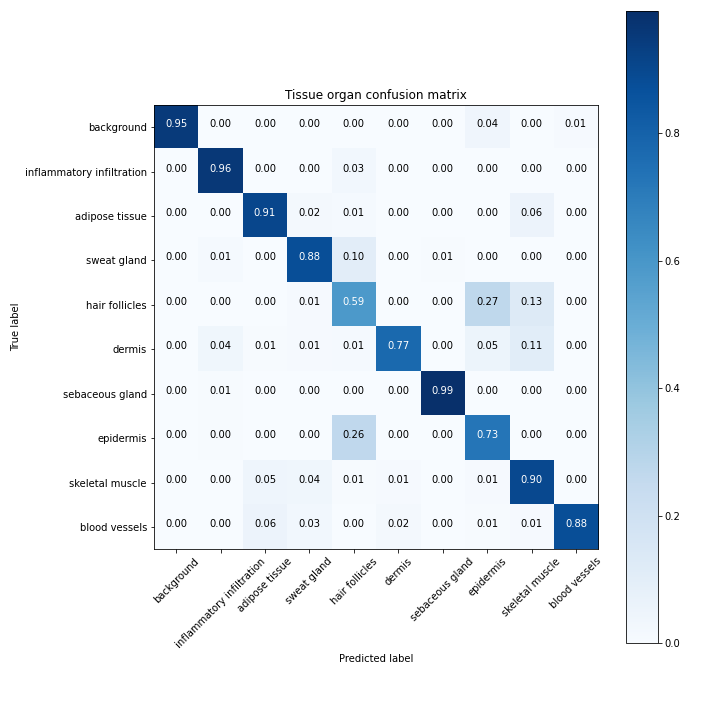 Tissue organ confusion matrix
background 0.95 0.00 0.00 0.00 0.00 0.00 0.00 0.04 0.00 0.01
inflammatory infiltration 0.00 0.96 0.00 0.00 0.03 0.00 0.00 0.00 0.00 0.00
adipose tissue 0.00 0.00 0.91 0.02 0.01 0.00 0.00 0.00 0.06 0.00
sweat gland 0.00 0.01 0.00 0.88 0.10 0.00 0.01 0.00 0.00 0.00
hair follicles 0.00 0.00 0.00 0.01 0.59 0.00 0.00 0.27 0.13 0.00
dermis 0.00 0.04 0.01 0.01 0.01 0.77 0.00 0.05 0.11 0.00
sebaceous gland 0.00 0.01 0.00 0.00 0.00 0.00 0.99 0.00 0.00 0.00
epidermis 0.00 0.00 0.00 0.00 0.26 0.00 0.00 0.73 0.00 0.00
skeletal muscle 0.00 0.00 0.05 0.04 0.01 0.01 0.00 0.01 0.90 0.00
blood vessels 0.00 0.00 0.06 0.03 0.00 0.02 0.00 0.01 0.01 0.88
True label
background
inflammatory infiltration
adipose tissue
sweat gland
hair follicles
dermis
sebaceous gland
epidermis
skeletal muscle
blood vessels
Predicted label
0.8
0.6
0.4
0.2
0.0